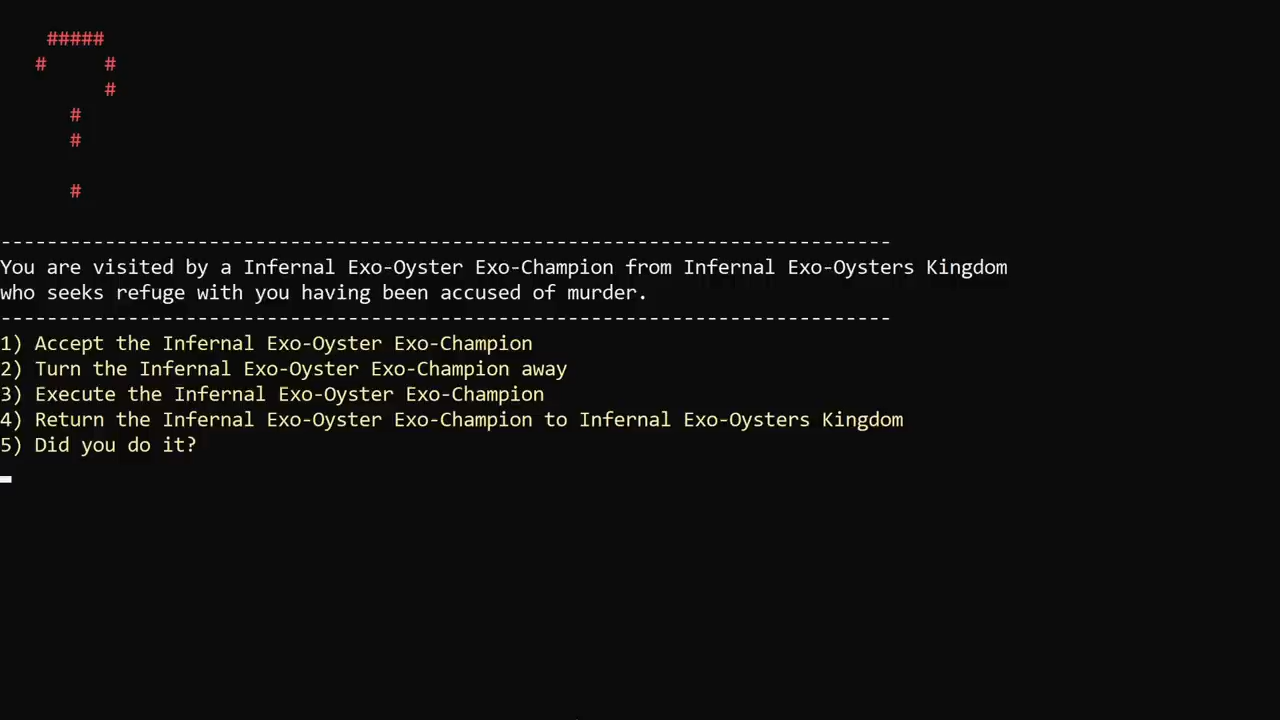 #####
#     #
      #
   #
   #

   #
-----------------------------------------------------------------------------
You are visited by a Infernal Exo-Oyster Exo-Champion from Infernal Exo-Oysters Kingdom
who seeks refuge with you having been accused of murder.
-----------------------------------------------------------------------------
1) Accept the Infernal Exo-Oyster Exo-Champion
2) Turn the Infernal Exo-Oyster Exo-Champion away
3) Execute the Infernal Exo-Oyster Exo-Champion
4) Return the Infernal Exo-Oyster Exo-Champion to Infernal Exo-Oysters Kingdom
5) Did you do it?